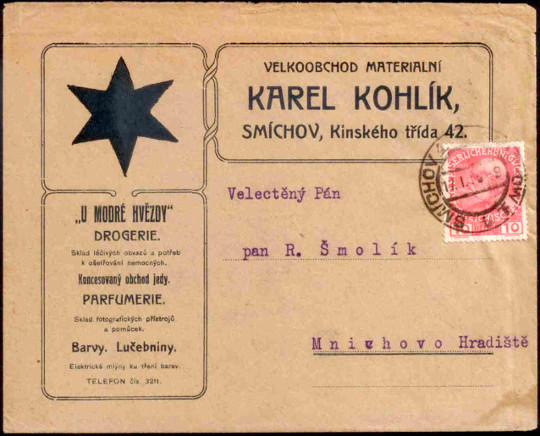 VELKOOBCHOD MATERIALNÍ
KAREL KOHLÍK,
SMÍCHOV, Kinského třída 42.
„U MODRÉ HVĚZDY"
DROGERIE.
Sklad léčivých obvazů a potřeb
k ošetřování nemocných.
Koncesovaný obchod jedy.
PARFUMERIE.
Sklad fotografických přístrojů
a pomůcek.
Barvy. Lučebniny.
Elektrické mlýny ku tření barev.
TELEFON čís. 3211.
Velectěný Pán
pan R. Šmolík
Mnichovo Hradiště
SMÍCHOV
10 10